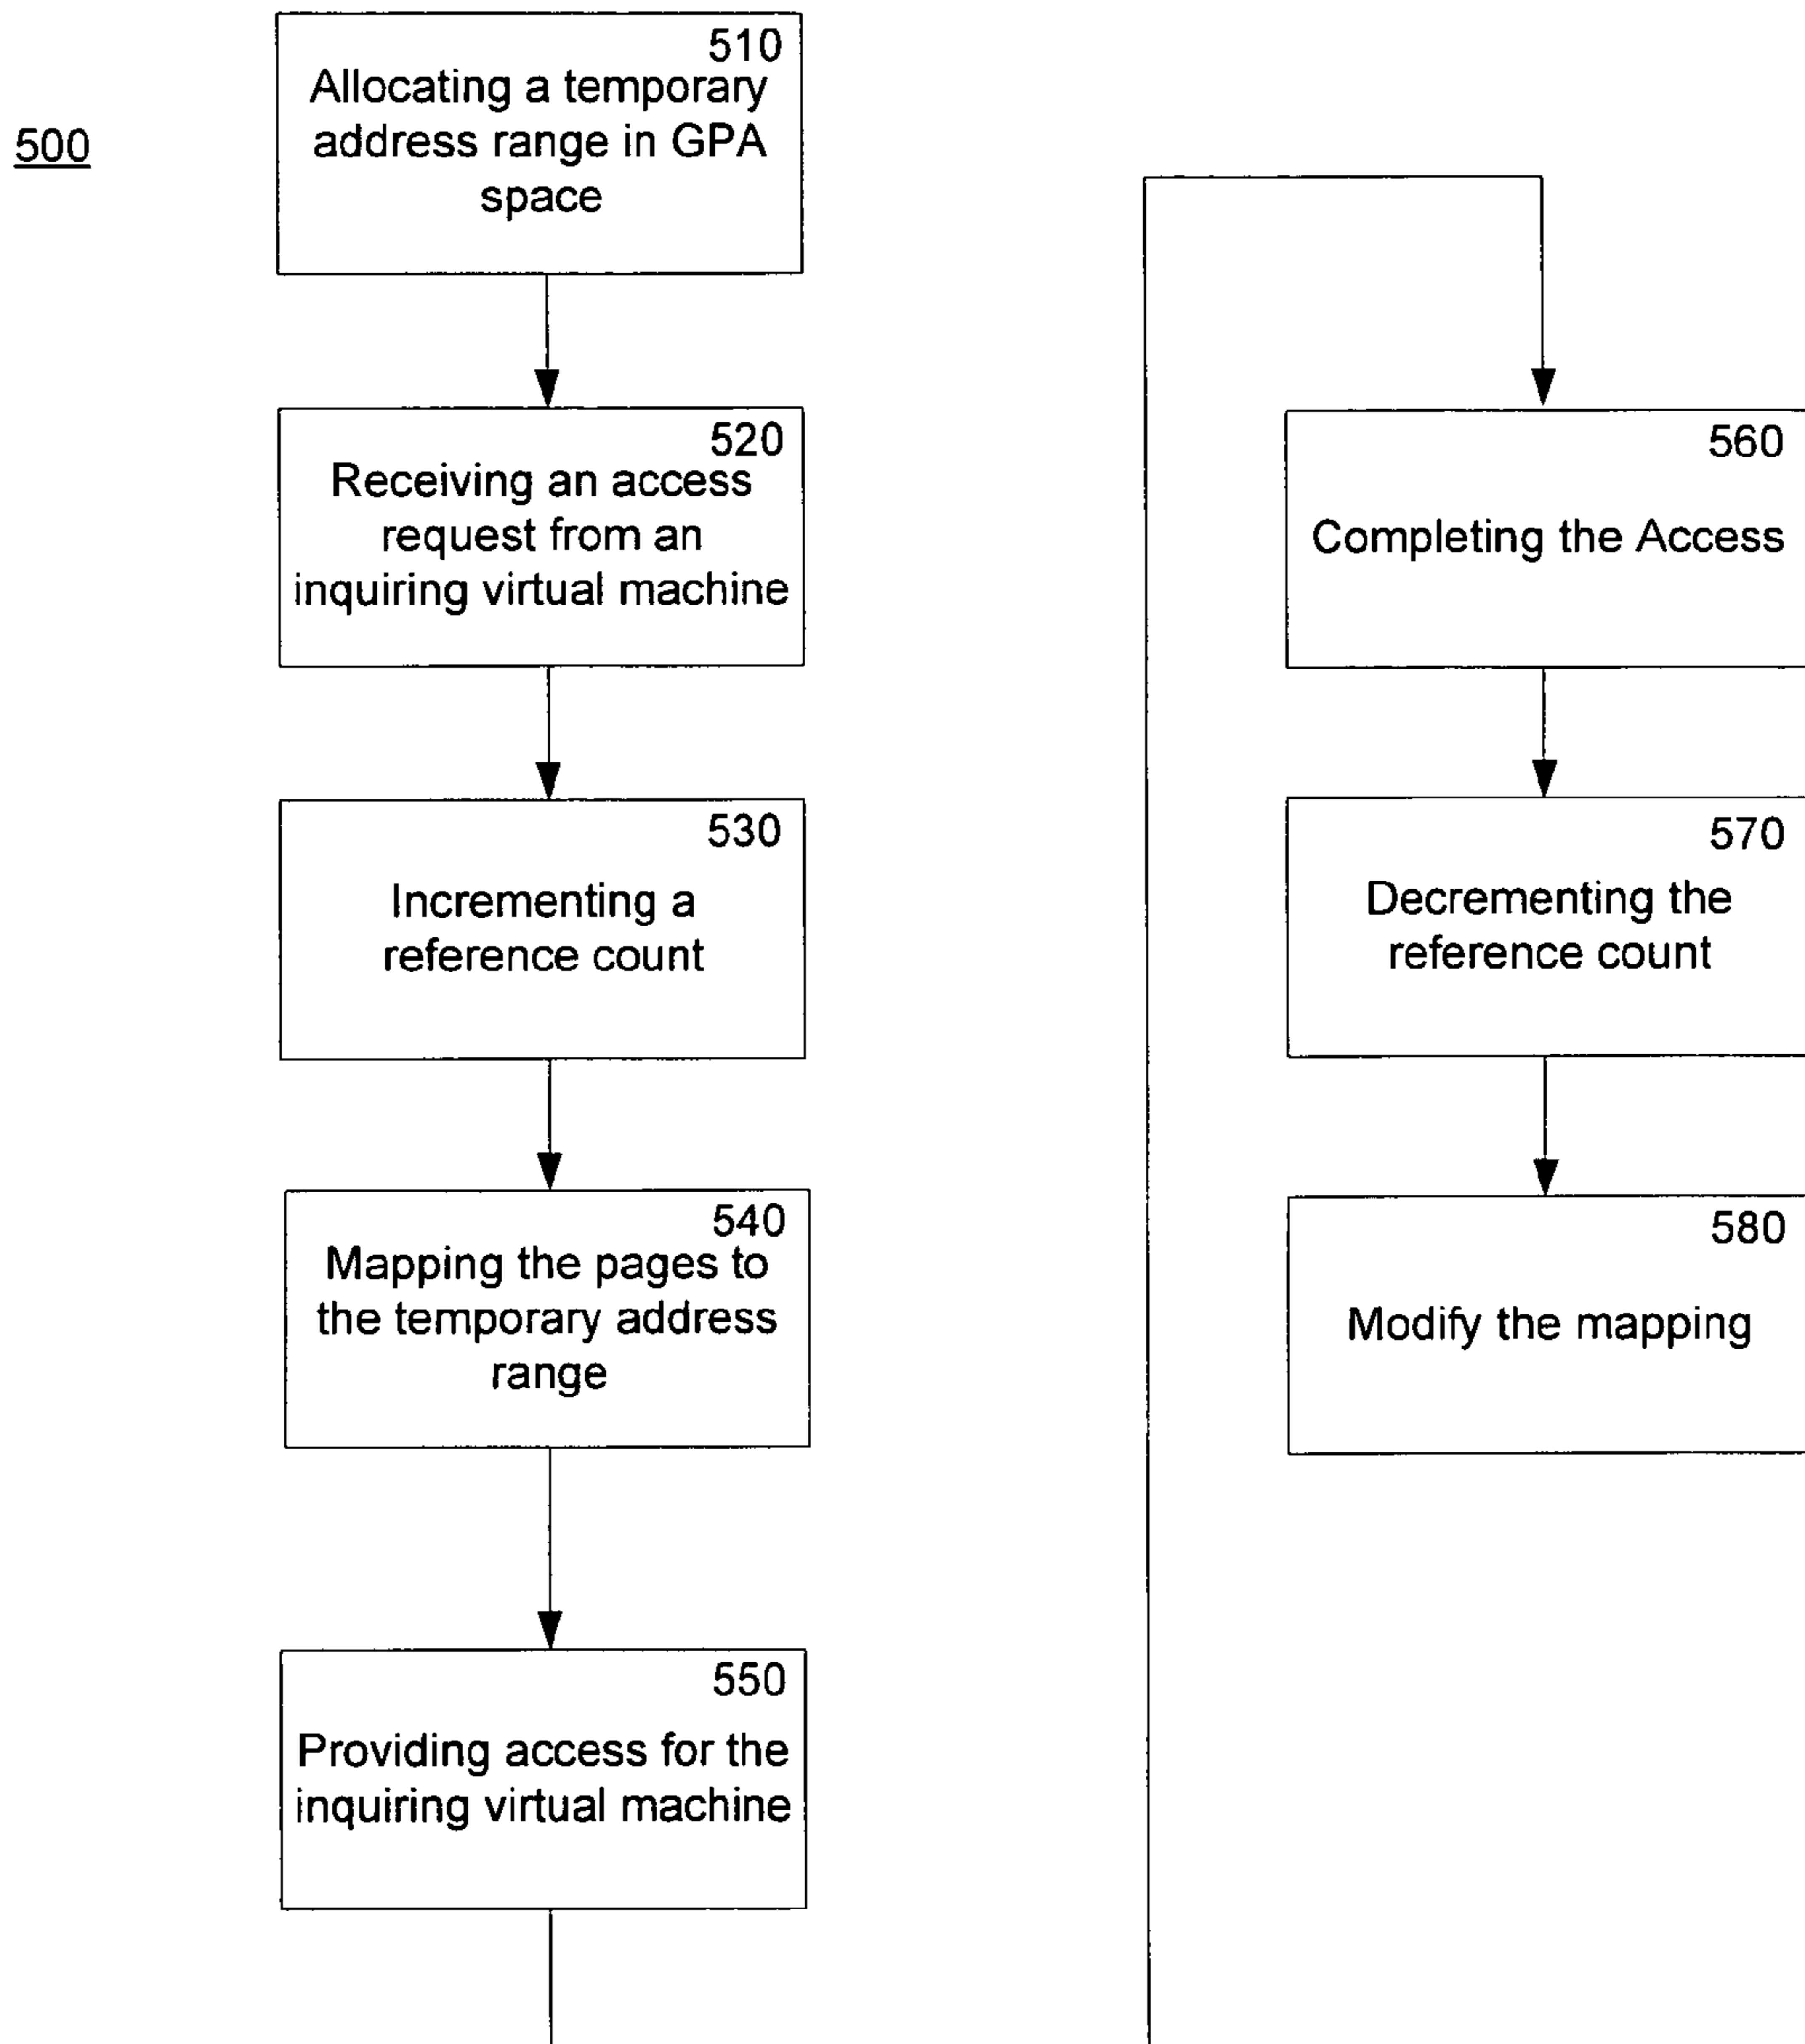 500
510
Allocating a temporary
address range in GPA
space
520
Receiving an access
request from an
inquiring virtual machine
530
Incrementing a
reference count
540
Mapping the pages to
the temporary address
range
550
Providing access for the
inquiring virtual machine
560
Completing the Access
570
Decrementing the
reference count
580
Modify the mapping